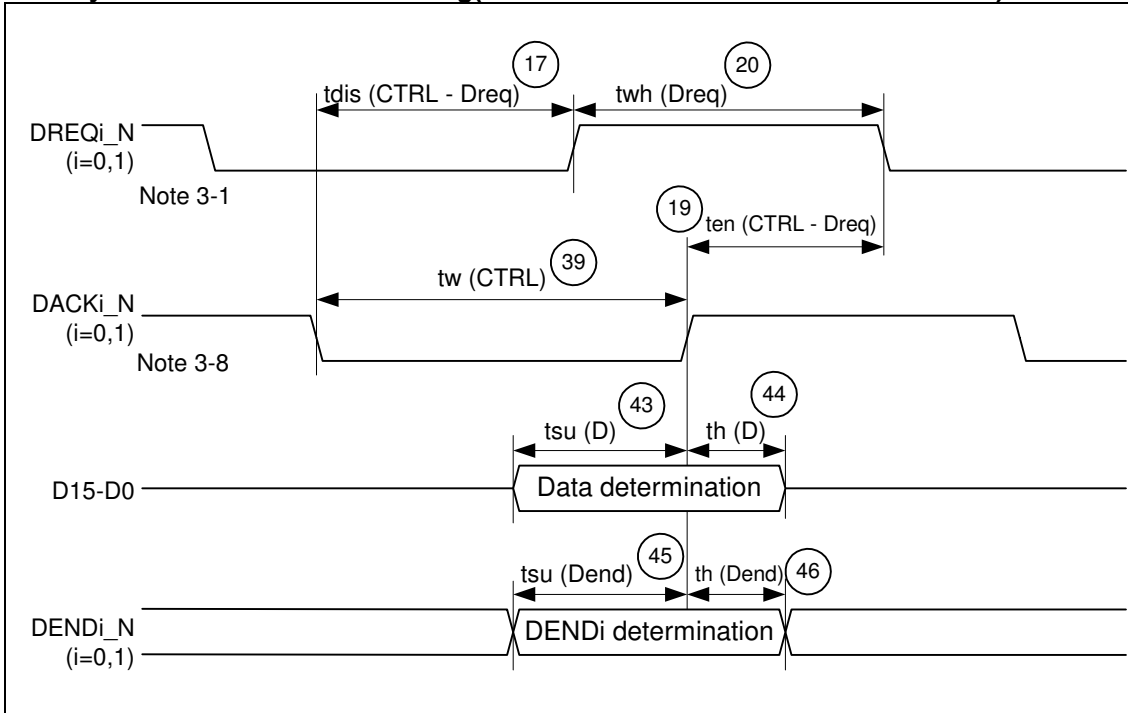 17
20
tdis (CTRL - Dreq)
twh (Dreq)
DREQi_N
(i=0,1)
Note 3-1
19
ten (CTRL - Dreq)
39
tw (CTRL)
DACKi_N
(i=0,1)
Note 3-8
43
44
tsu (D)
th (D)
D15-D0
Data determination
45
46
tsu (Dend)
th (Dend)
DENDi_N
(i=0,1)
DENDi determination